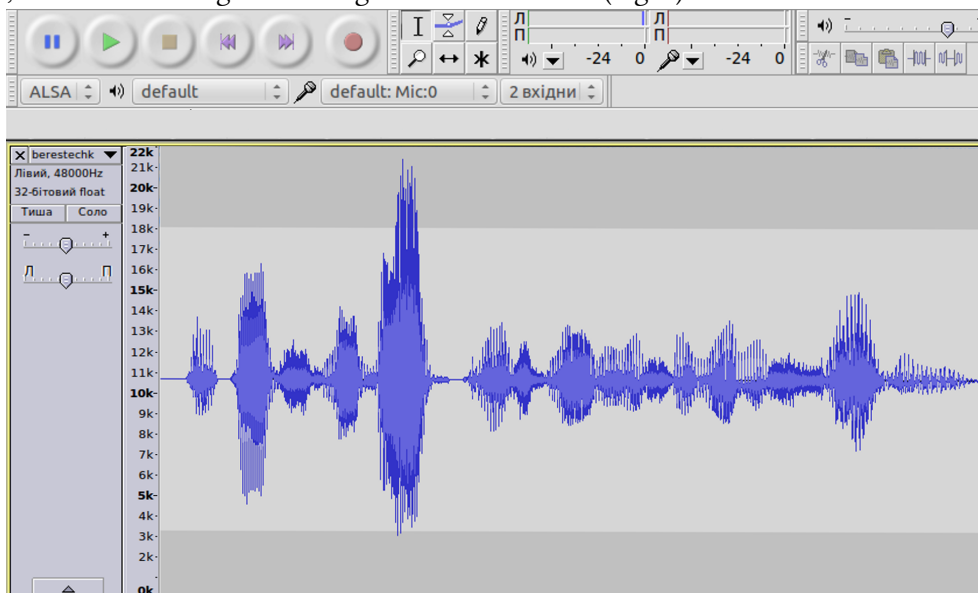 Л
П
-24 0
Л
П
-24 0
ALSA default default: Mic:0 2 вхідни
berestechk
Лівий, 48000Hz
32-бітовий float
Тиша Соло
- +
Л П
22k
21k
20k
19k
18k
17k
16k
15k
14k
13k
12k
11k
10k
9k
8k
7k
6k
5k
4k
3k
2k
0k